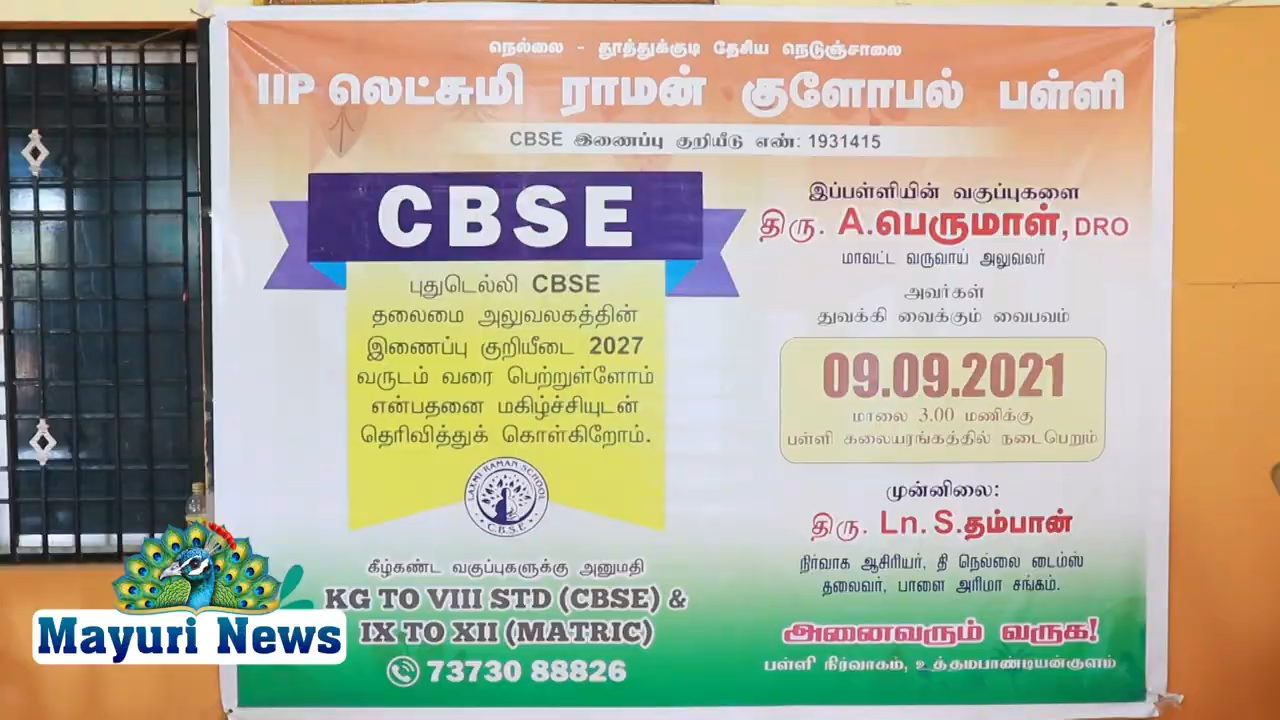 நெல்லை - தூத்துக்குடி தேசிய நெடுஞ்சாலை
IIP லெட்சுமி ராமன் குளோபல் பள்ளி
CBSE இணைப்பு குறியீடு எண்: 1931415
CBSE
புதுடெல்லி CBSE
தலைமை அலுவலகத்தின்
இணைப்பு குறியீடை 2027
வருடம் வரை பெற்றுள்ளோம்
என்பதனை மகிழ்ச்சியுடன்
தெரிவித்துக் கொள்கிறோம்.
LAXMI RAMAN SCHOOL
C.B.S.E
கீழ்கண்ட வகுப்புகளுக்கு அனுமதி
KG TO VIII STD (CBSE) &
IX TO XII (MATRIC)
73730 88826
இப்பள்ளியின் வகுப்புகளை
திரு. A.பெருமாள், DRO
மாவட்ட வருவாய் அலுவலர்
அவர்கள்
துவக்கி வைக்கும் வைபவம்
09.09.2021
மாலை 3.00 மணிக்கு
பள்ளி கலையரங்கத்தில் நடைபெறும்
முன்னிலை:
திரு. Ln. S.தம்பான்
நிர்வாக ஆசிரியர், தி நெல்லை டைம்ஸ்
தலைவர், பாளை அரிமா சங்கம்.
அனைவரும் வருக!
பள்ளி நிர்வாகம், உத்தமபாண்டியன்குளம்
Mayuri News